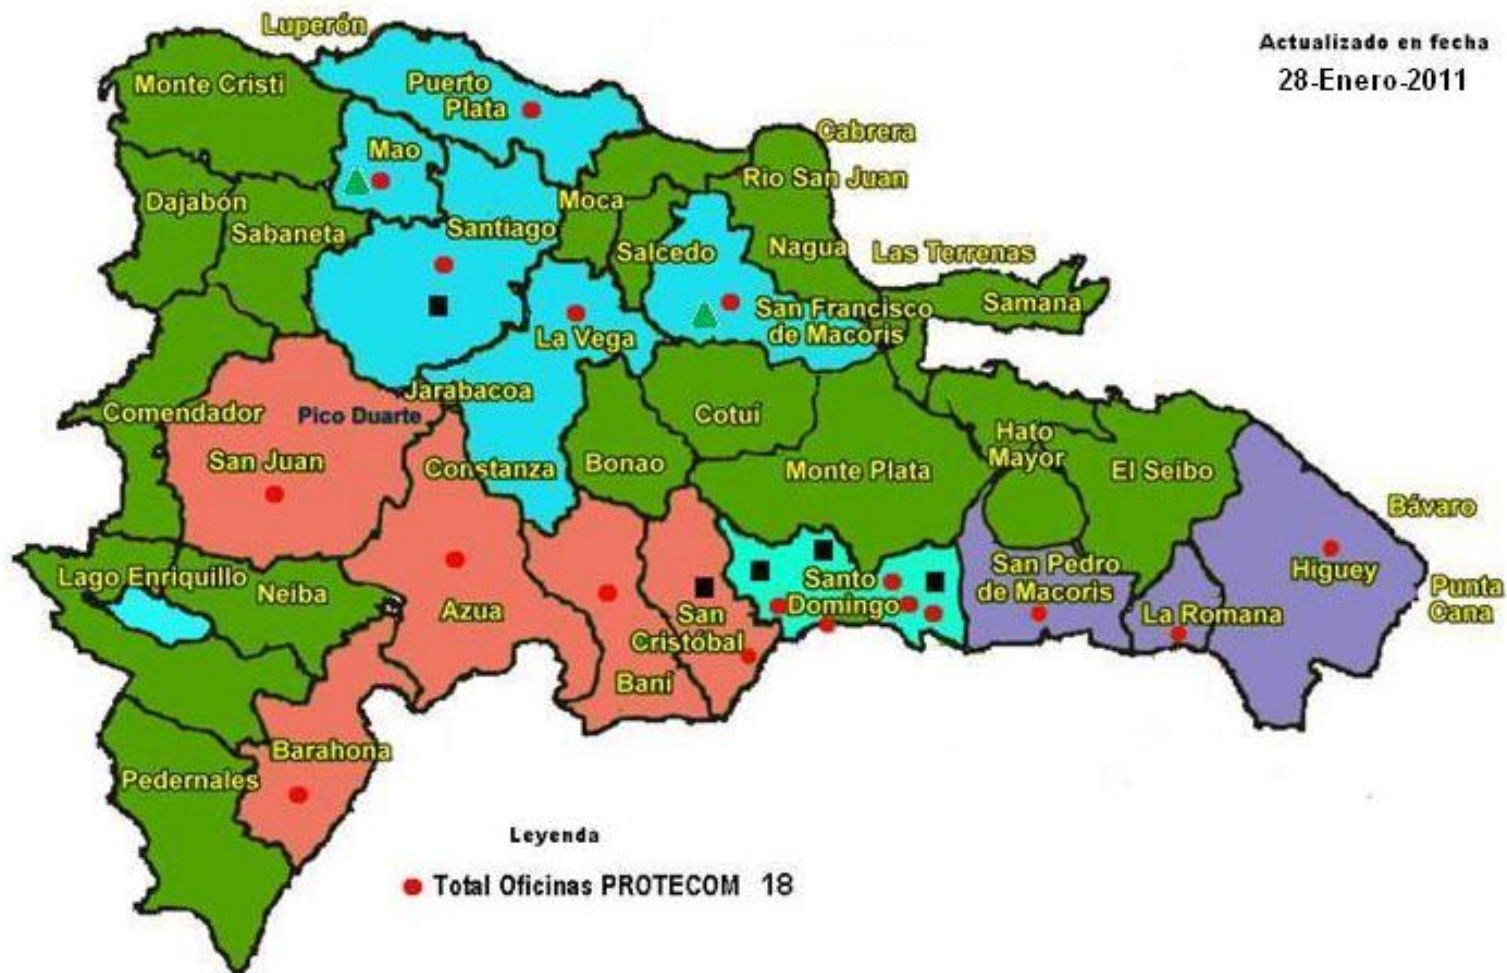 Luperón
Actualizado en fecha
28-Enero-2011
Monte Cristi
Puerto
Plata
Cabrera
Mao
Rio San Juan
Dajabón
Moca
Sabaneta
Santiago
Salcedo
Nagua
Las Terrenas
Samana
San Francisco
de Macoris
La Vega
Jarabacoa
Comendador
Pico Duarte
Cotuí
Hato
Mayor
San Juan
Constanza
Bonao
Monte Plata
El Seibo
Bávaro
Lago Enriquillo
Neiba
Azua
Santo
Domingo
San Pedro
de Macoris
Higuey
Punta
Cana
San
Cristóbal
La Romana
Baní
Barahona
Pedernales
Leyenda
Total Oficinas PROTECOM 18